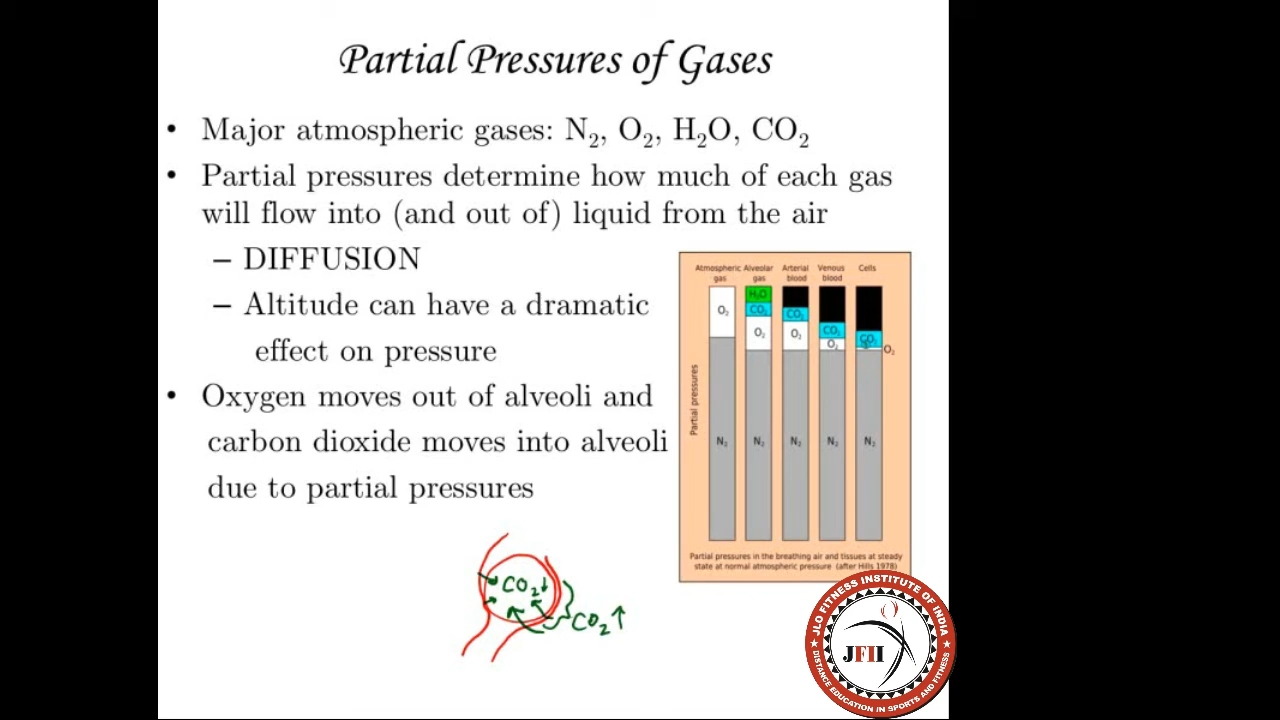 Partial Pressures of Gases
• Major atmospheric gases: N₂, O₂, H₂O, CO₂
• Partial pressures determine how much of each gas
will flow into (and out of) liquid from the air
– DIFFUSION
– Altitude can have a dramatic
effect on pressure
• Oxygen moves out of alveoli and
carbon dioxide moves into alveoli
due to partial pressures
Atmospheric gas
Alveolar gas
Arterial blood
Venous blood
Cells
Partial pressures
O₂
N₂
H₂O
CO₂
O₂
N₂
CO₂
O₂
N₂
CO₂
O₂
N₂
CO₂
O₂
N₂
Partial pressures in the breathing air and tissues at steady
state at normal atmospheric pressure (after Hills 1978)
CO₂↓
CO₂↑
JLO FITNESS INSTITUTE OF INDIA
JFII
DISTANCE EDUCATION IN SPORTS AND FITNESS